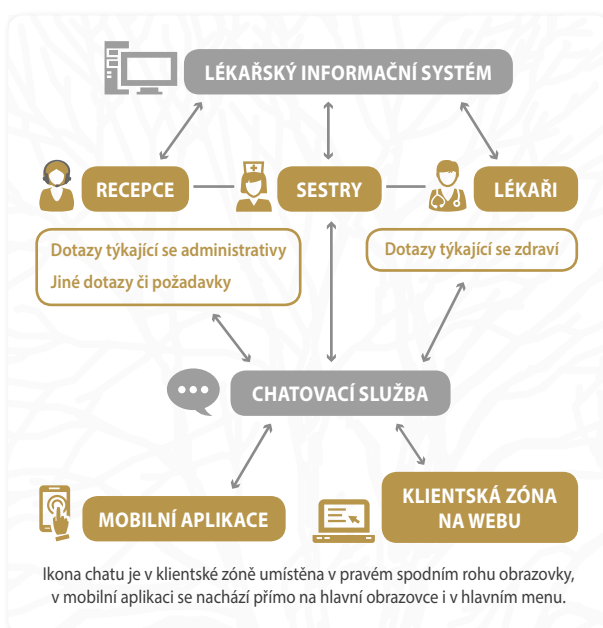 LÉKAŘSKÝ INFORMAČNÍ SYSTÉM
RECEPCE
SESTRY
LÉKAŘI
Dotazy týkající se administrativy
Jiné dotazy či požadavky
Dotazy týkající se zdraví
CHATOVACÍ SLUŽBA
MOBILNÍ APLIKACE
KLIENTSKÁ ZÓNA
NA WEBU
Ikona chatu je v klientské zóně umístěna v pravém spodním rohu obrazovky,
v mobilní aplikaci se nachází přímo na hlavní obrazovce i v hlavním menu.